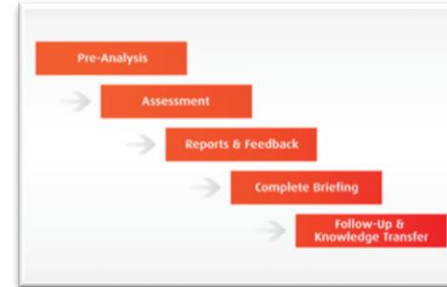 Pre-Analysis
Assessment
Reports & Feedback
Complete Briefing
Follow-Up &
Knowledge Transfer